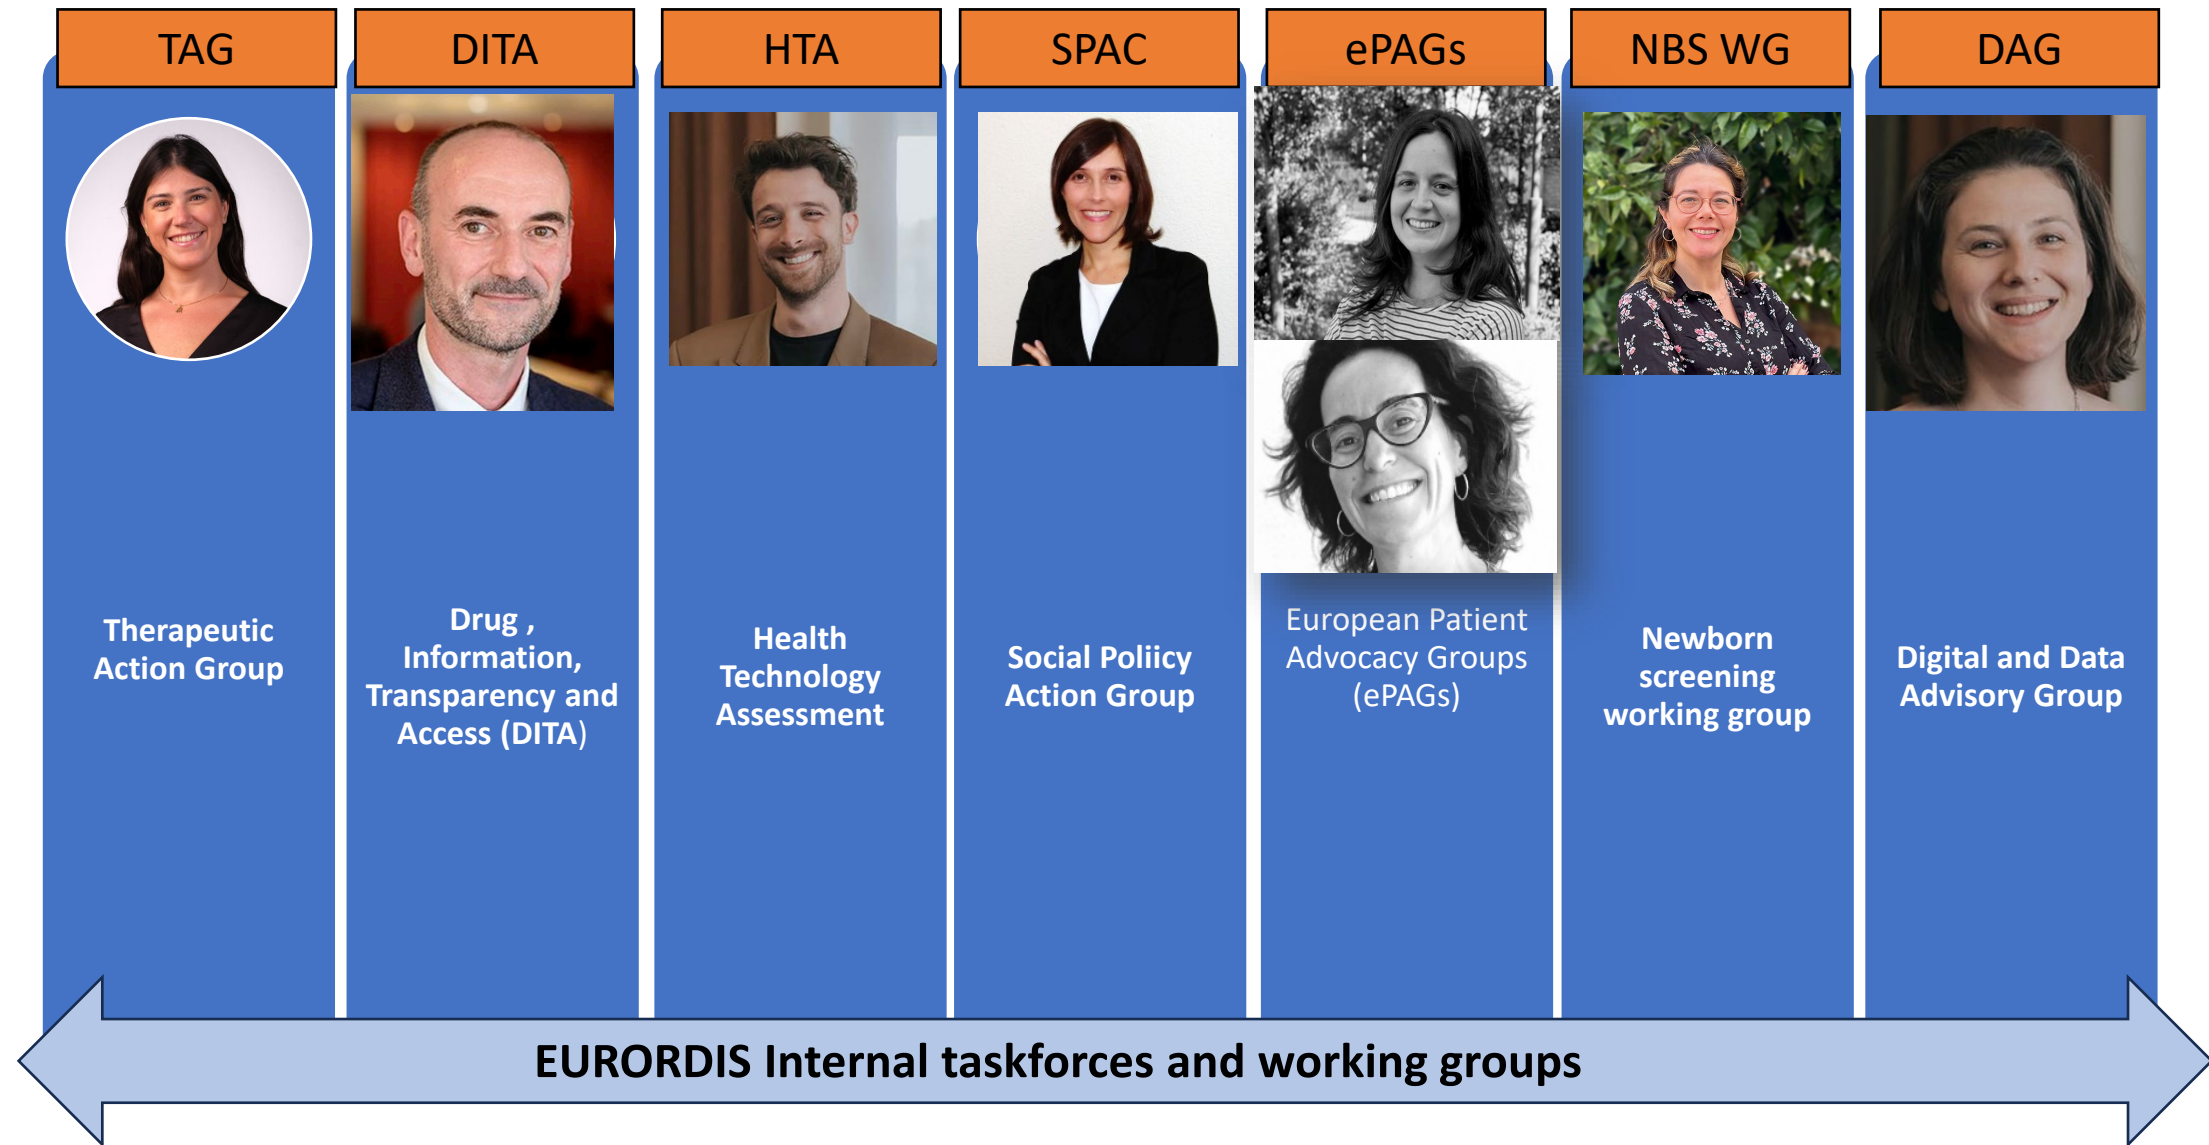 TAG
DITA
HTA
SPAC
ePAGs
NBS WG
DAG
Therapeutic
Action Group
Drug ,
Information,
Transparency and
Access (DITA)
Health
Technology
Assessment
Social Poliicy
Action Group
European Patient
Advocacy Groups
(ePAGs)
Newborn
screening
working group
Digital and Data
Advisory Group
EURORDIS Internal taskforces and working groups